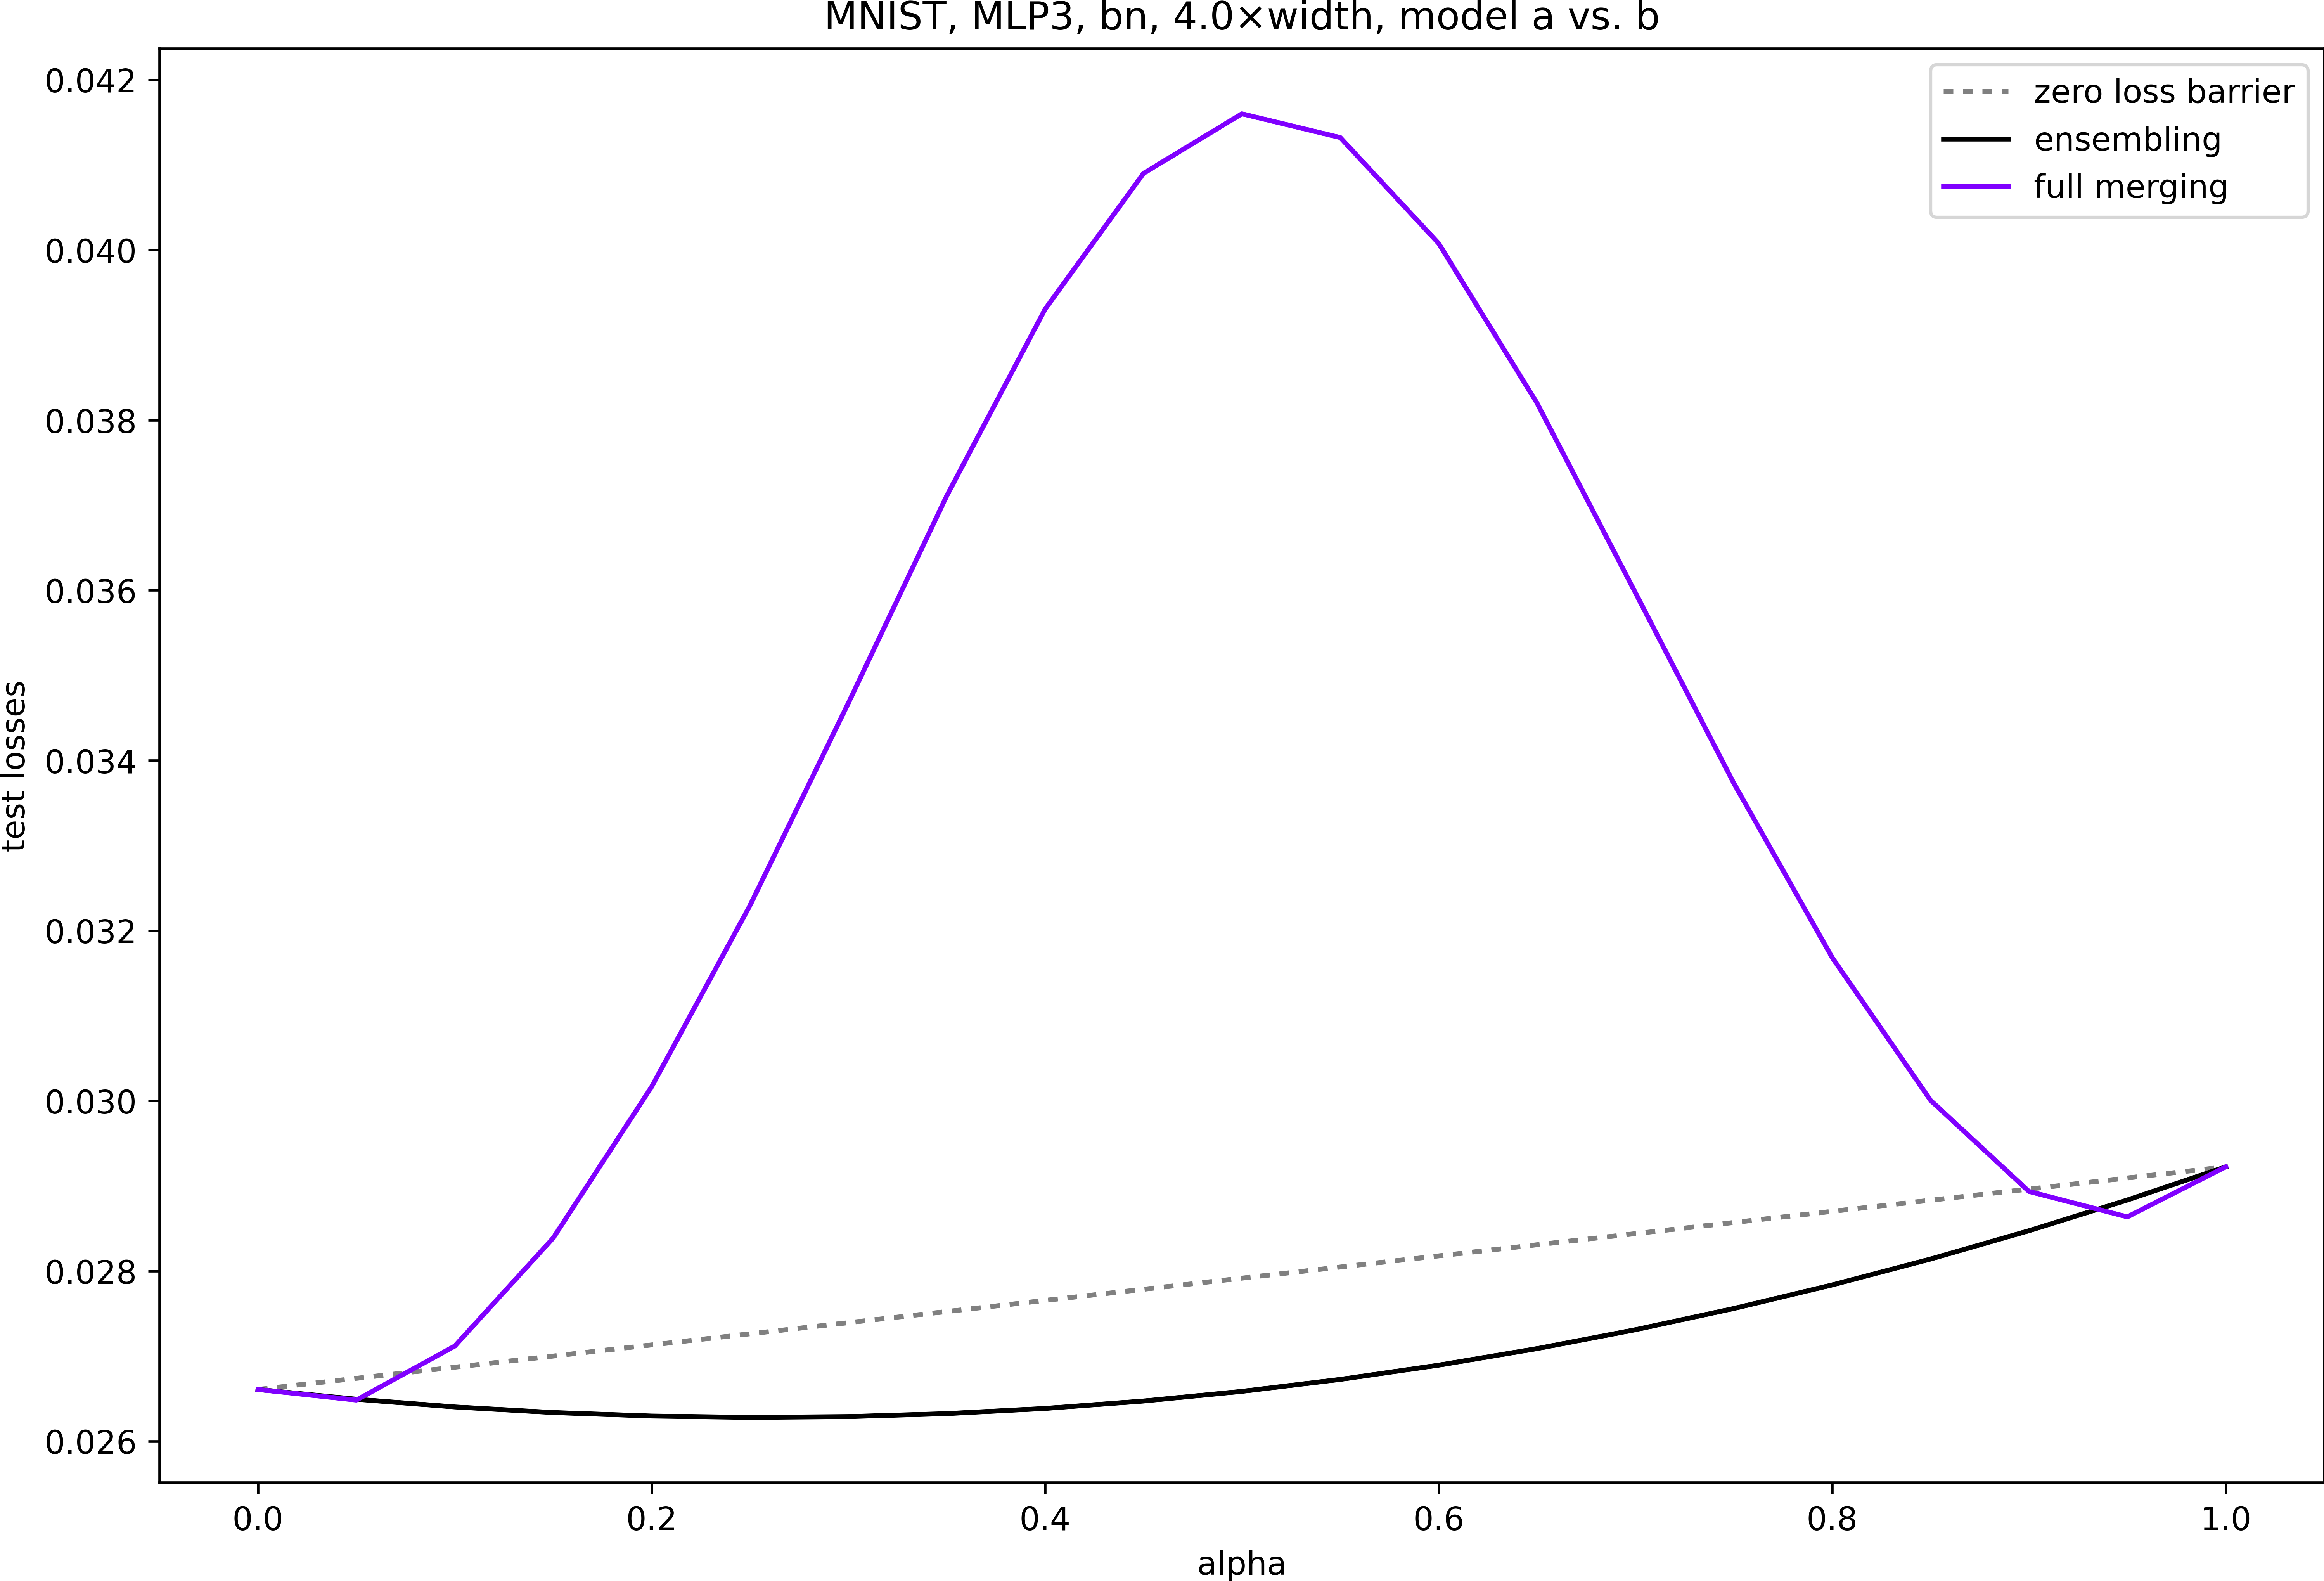 MNIST, MLP3, bn, 4.0×width, model a vs. b
zero loss barrier
ensembling
full merging
test losses
0.042
0.040
0.038
0.036
0.034
0.032
0.030
0.028
0.026
0.0 0.2 0.4 0.6 0.8 1.0
alpha